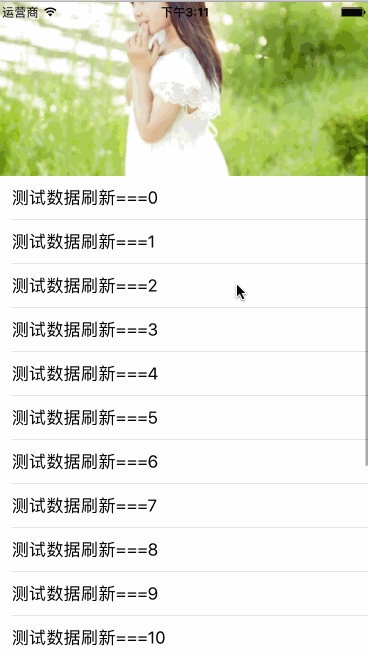 运营商 下午3:11
测试数据刷新===0
测试数据刷新===1
测试数据刷新===2
测试数据刷新===3
测试数据刷新===4
测试数据刷新===5
测试数据刷新===6
测试数据刷新===7
测试数据刷新===8
测试数据刷新===9
测试数据刷新===10